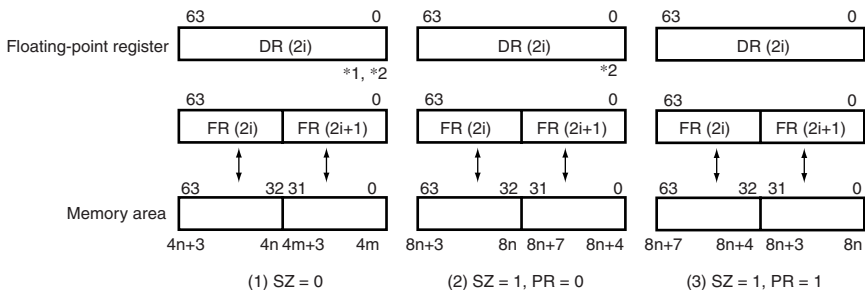 63 0 63 0 63 0
Floating-point register DR (2i) DR (2i) DR (2i)
*1, *2 *2
63 0 63 0 63 0
FR (2i) FR (2i+1) FR (2i) FR (2i+1) FR (2i) FR (2i+1)
63 32 31 0 63 32 31 0 63 32 31 0
Memory area
4n+3 4n 4m+3 4m 8n+3 8n 8n+7 8n+4 8n+7 8n+4 8n+3 8n
(1) SZ = 0 (2) SZ = 1, PR = 0 (3) SZ = 1, PR = 1